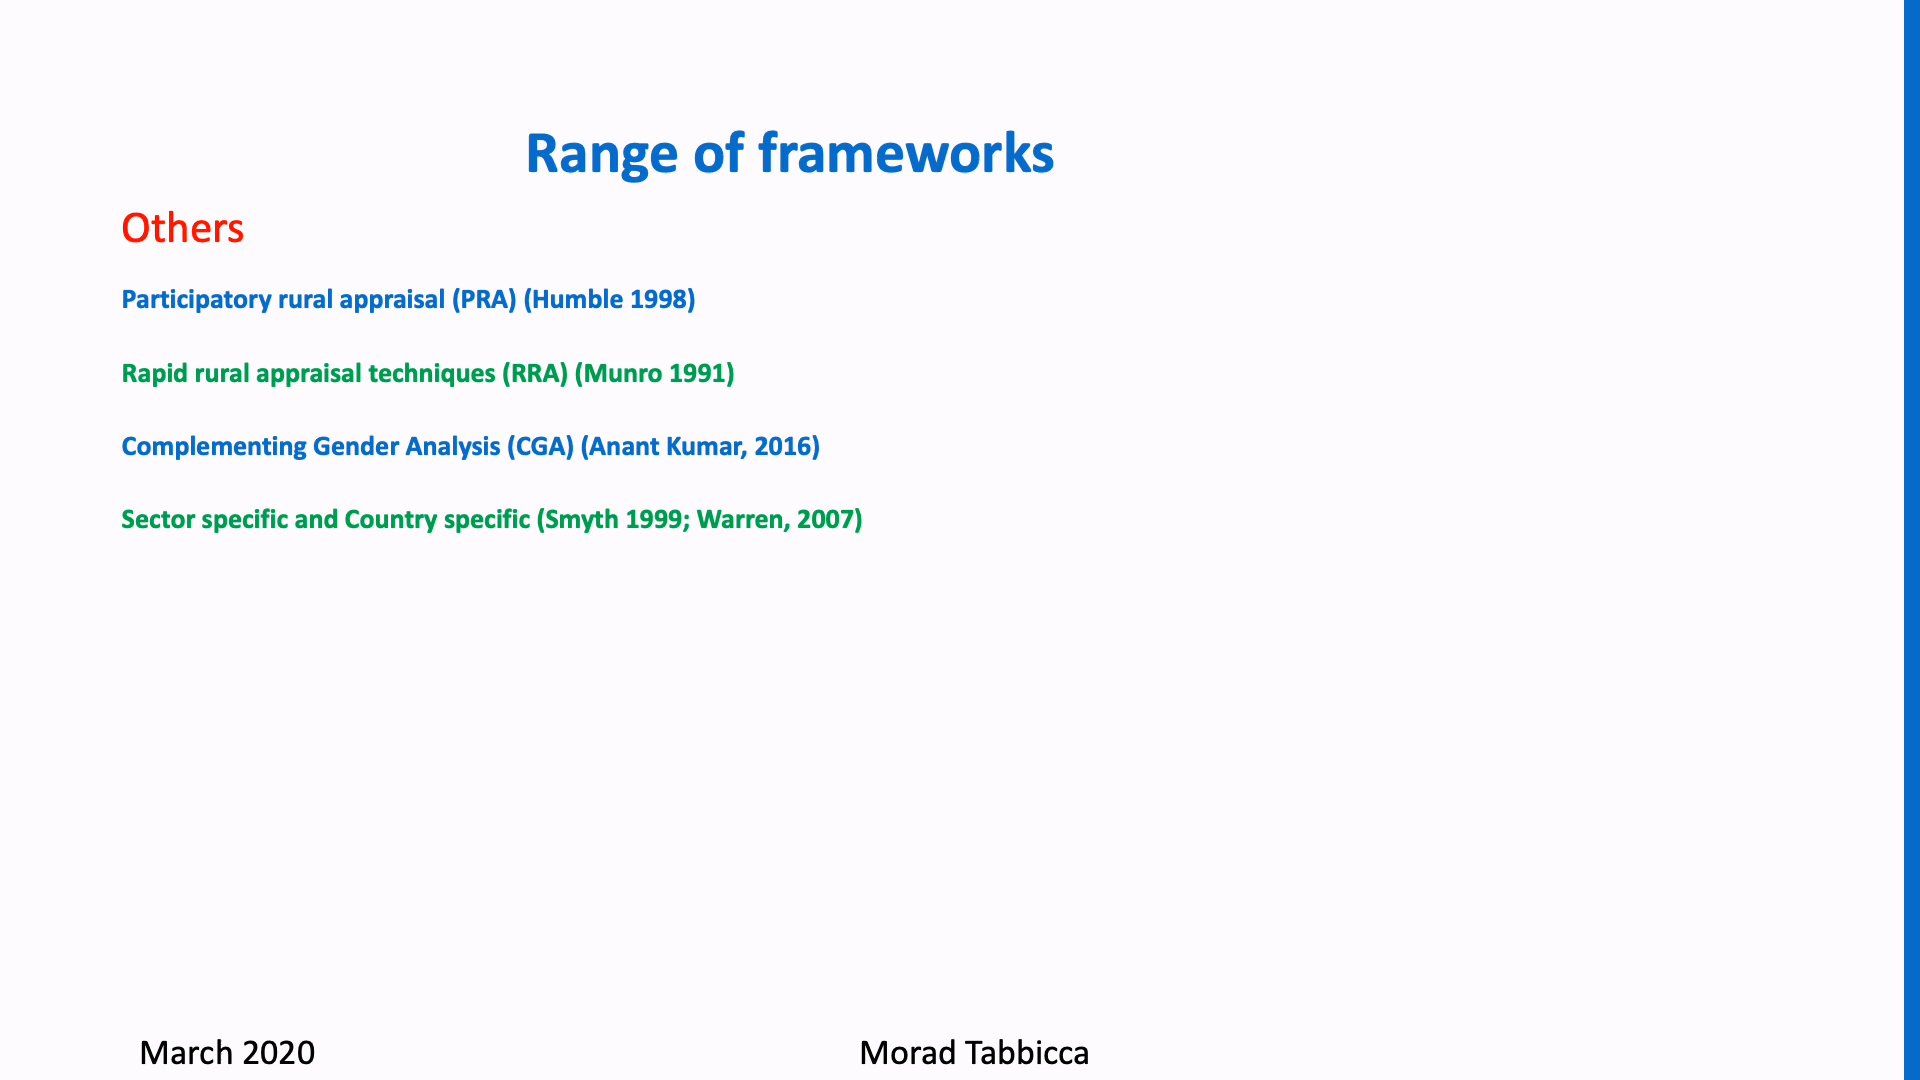 Range of frameworks
Others
Participatory rural appraisal (PRA) (Humble 1998)
Rapid rural appraisal techniques (RRA) (Munro 1991)
Complementing Gender Analysis (CGA) (Anant Kumar, 2016)
Sector specific and Country specific (Smyth 1999; Warren, 2007)
March 2020
Morad Tabbicca